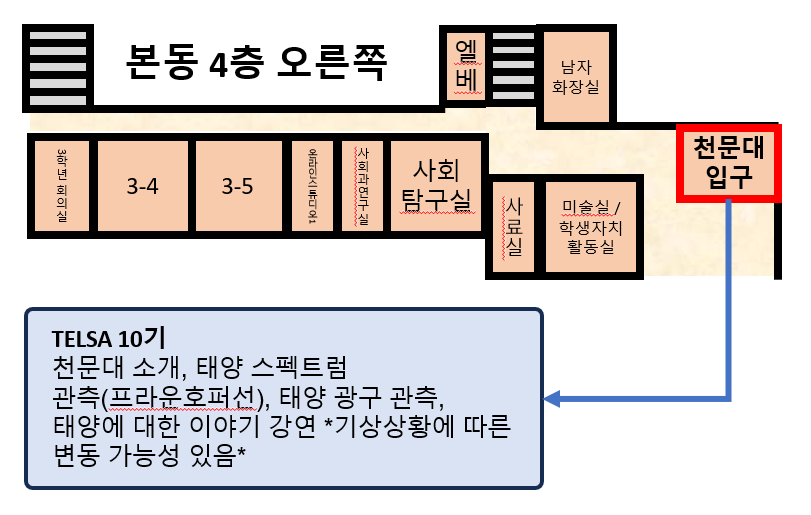 본동 4층 오른쪽
엘
베
남자
화장실
천문대
입구
3학년 회의실
3-4
3-5
온라인스튜디오1
사회과연구실
사회
탐구실
사료실
미술실 /
학생자치
활동실
TELSA 10기
천문대 소개, 태양 스펙트럼
관측(프라운호퍼선), 태양 광구 관측,
태양에 대한 이야기 강연 *기상상황에 따른
변동 가능성 있음*